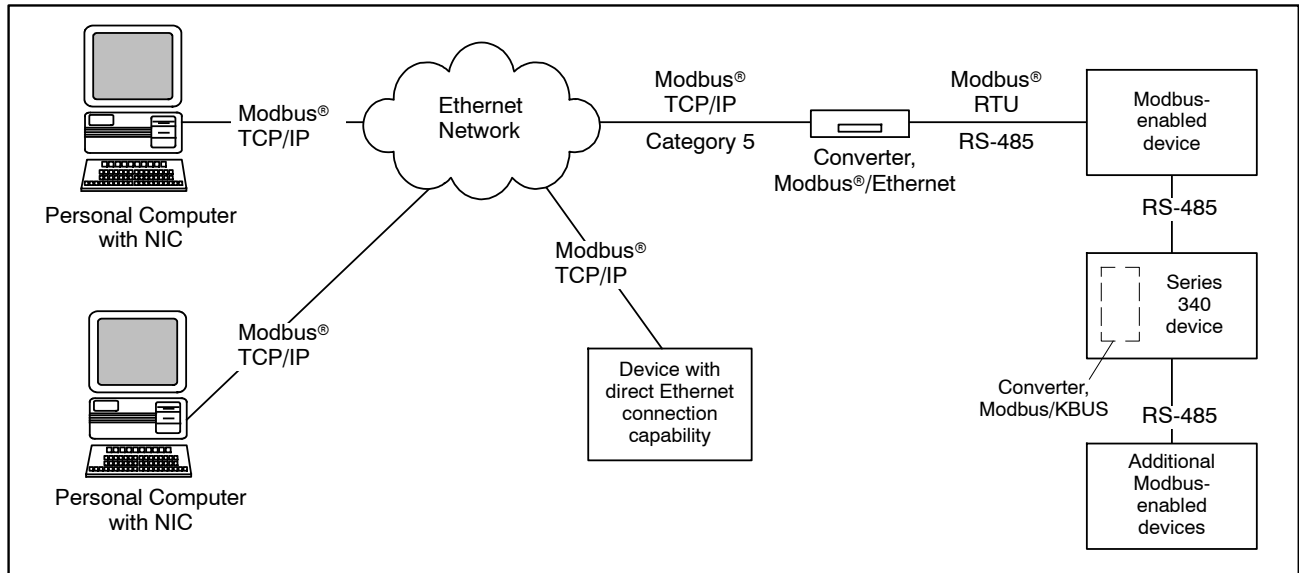 Modbus®
TCP/IP
Personal Computer
with NIC
Ethernet
Network
Modbus®
TCP/IP
Category 5
Converter,
Modbus®/Ethernet
Modbus®
RTU
RS-485
Modbus-
enabled
device
RS-485
Series
340
device
Converter,
Modbus/KBUS
RS-485
Additional
Modbus-
enabled
devices
Modbus®
TCP/IP
Device with
direct Ethernet
connection
capability
Modbus®
TCP/IP
Personal Computer
with NIC